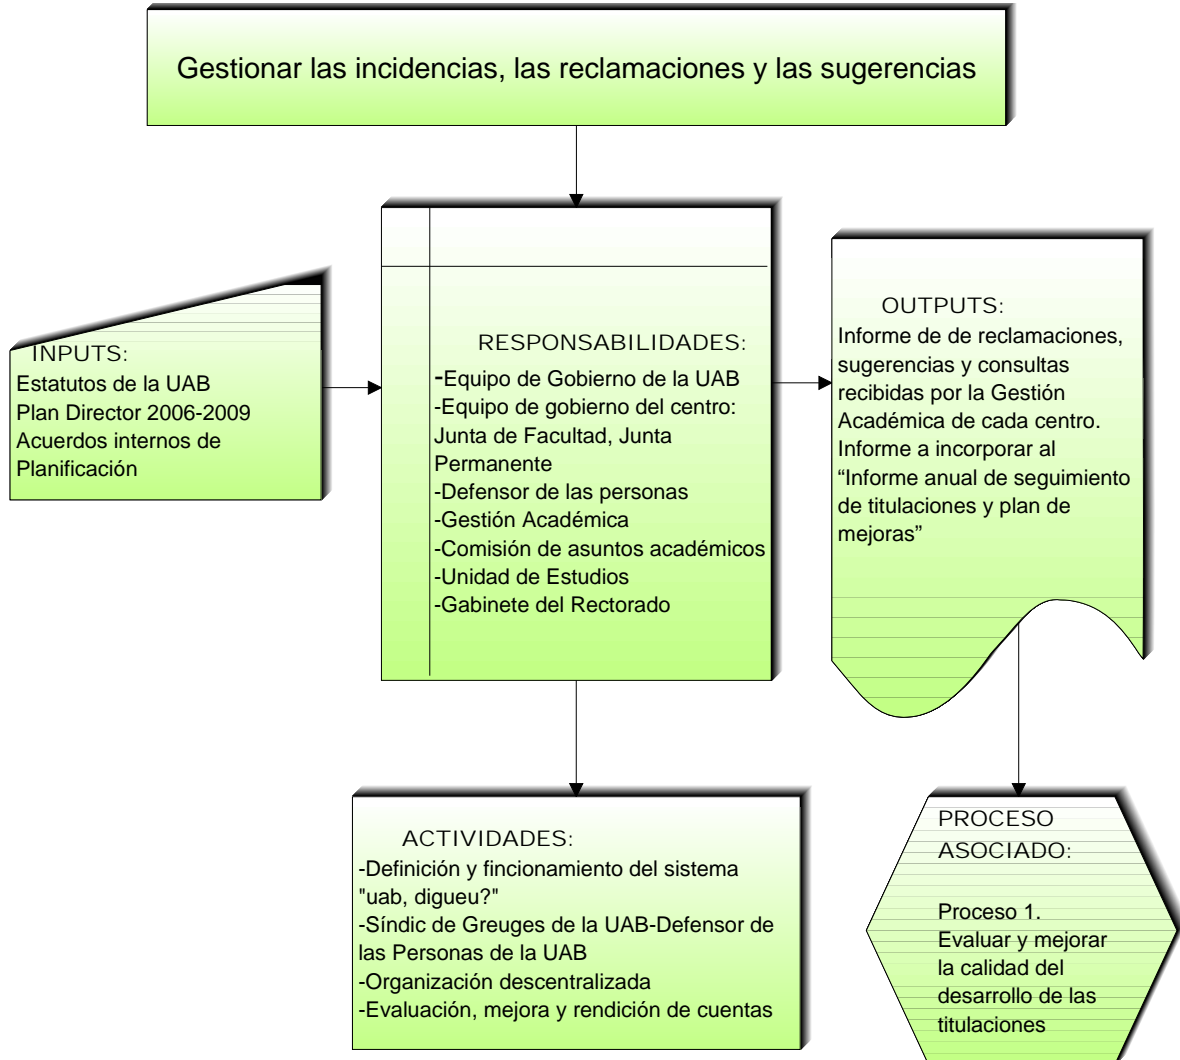 Gestionar las incidencias, las reclamaciones y las sugerencias
INPUTS:
Estatutos de la UAB
Plan Director 2006-2009
Acuerdos internos de
Planificación
RESPONSABILIDADES:
-Equipo de Gobierno de la UAB
-Equipo de gobierno del centro:
Junta de Facultad, Junta
Permanente
-Defensor de las personas
-Gestión Académica
-Comisión de asuntos académicos
-Unidad de Estudios
-Gabinete del Rectorado
OUTPUTS:
Informe de de reclamaciones,
sugerencias y consultas
recibidas por la Gestión
Académica de cada centro.
Informe a incorporar al
“Informe anual de seguimiento
de titulaciones y plan de
mejoras”
ACTIVIDADES:
-Definición y fincionamiento del sistema
"uab, digueu?"
-Síndic de Greuges de la UAB-Defensor de
las Personas de la UAB
-Organización descentralizada
-Evaluación, mejora y rendición de cuentas
PROCESO
ASOCIADO:
Proceso 1.
Evaluar y mejorar
la calidad del
desarrollo de las
titulaciones